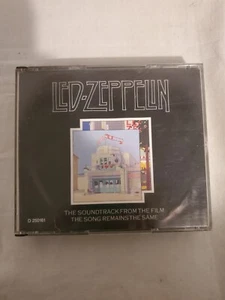 LED-ZEPPELIN
THE SOUNDTRACK FROM THE FILM
THE SONG REMAINS THE SAME